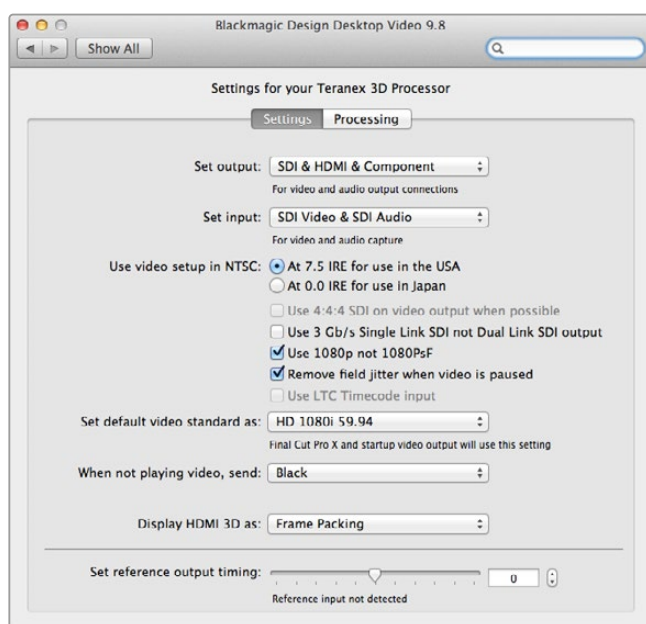 Blackmagic Design Desktop Video 9.8
Show All
Settings for your Teranex 3D Processor
Settings Processing
Set output: SDI & HDMI & Component
For video and audio output connections
Set input: SDI Video & SDI Audio
For video and audio capture
Use video setup in NTSC: At 7.5 IRE for use in the USA
At 0.0 IRE for use in Japan
Use 4:4:4 SDI on video output when possible
Use 3 Gb/s Single Link SDI not Dual Link SDI output
Use 1080p not 1080PsF
Remove field jitter when video is paused
Use LTC Timecode input
Set default video standard as: HD 1080i 59.94
Final Cut Pro X and startup video output will use this setting
When not playing video, send: Black
Display HDMI 3D as: Frame Packing
Set reference output timing: 0
Reference input not detected